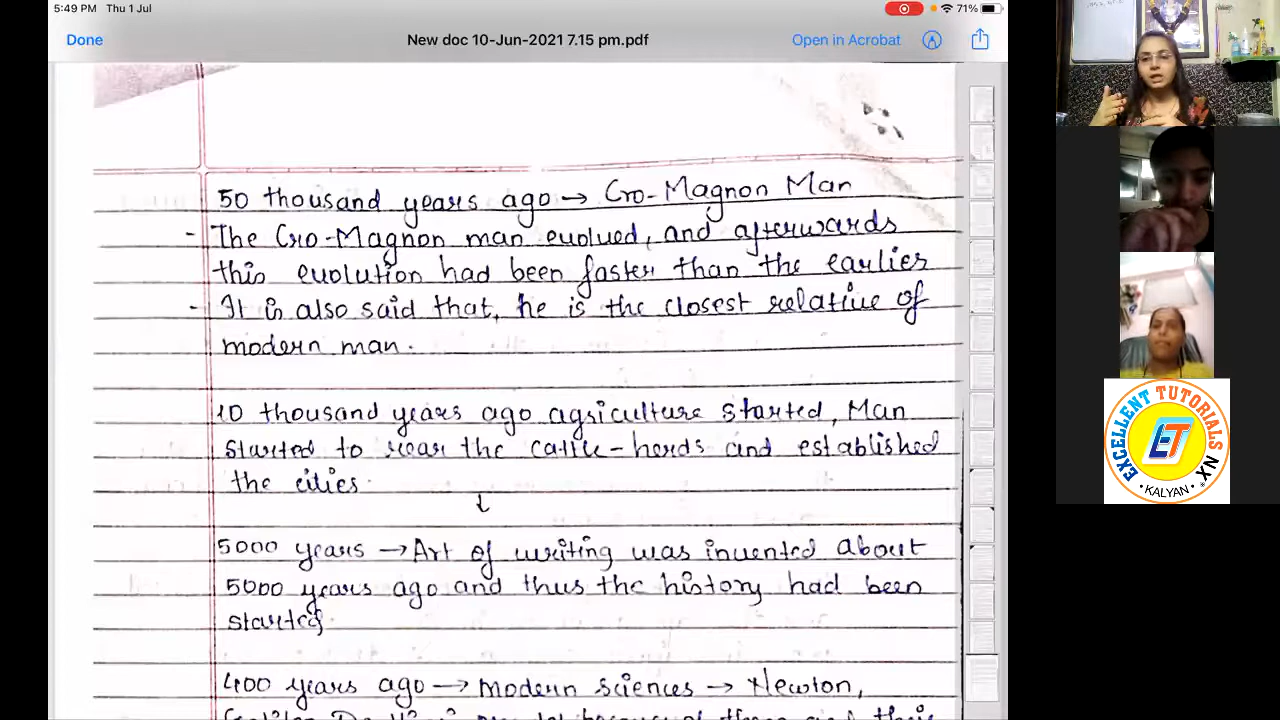 5:49 PM Thu 1 Jul
71%
Done
New doc 10-Jun-2021 7.15 pm.pdf
Open in Acrobat
50 thousand years ago → Cro-Magnon Man
- The Cro-Magnon man evolved, and afterwards
this evolution had been faster than the earlier
- It is also said that, he is the closest relative of
modern man.
10 thousand years ago agriculture started, Man
started to rear the cattle-herds and established
the cities.
↓
5000 years → Art of writing was invented about
5000 years ago and thus the history had been
started.
400 years ago → Modern sciences → Newton,
EXCELLENT TUTORIALS NX
ET
• KALYAN •